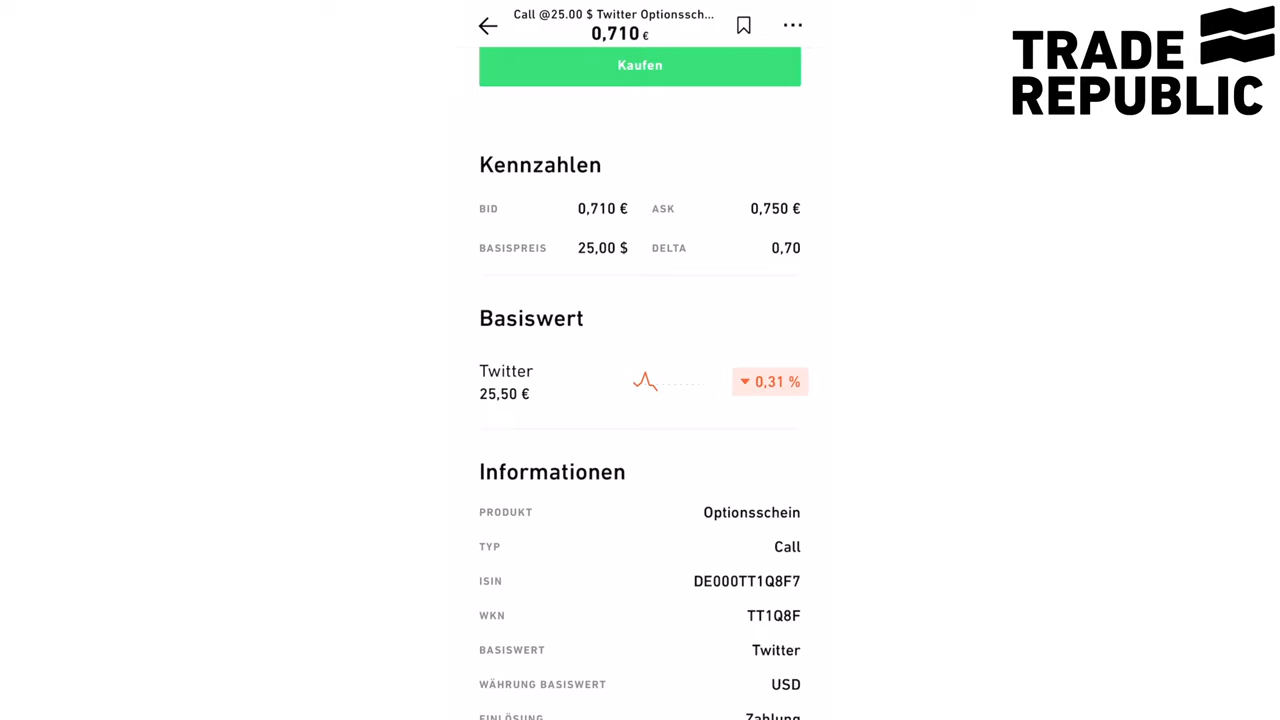 Call @25.00 $ Twitter Optionssch...
0,710 €
TRADE
REPUBLIC
Kaufen
Kennzahlen
BID 0,710 € ASK 0,750 €
BASISPREIS 25,00 $ DELTA 0,70
Basiswert
Twitter
25,50 €
0,31 %
Informationen
PRODUKT Optionsschein
TYP Call
ISIN DE000TT1Q8F7
WKN TT1Q8F
BASISWERT Twitter
WÄHRUNG BASISWERT USD
EINLÖSUNG Zahlung